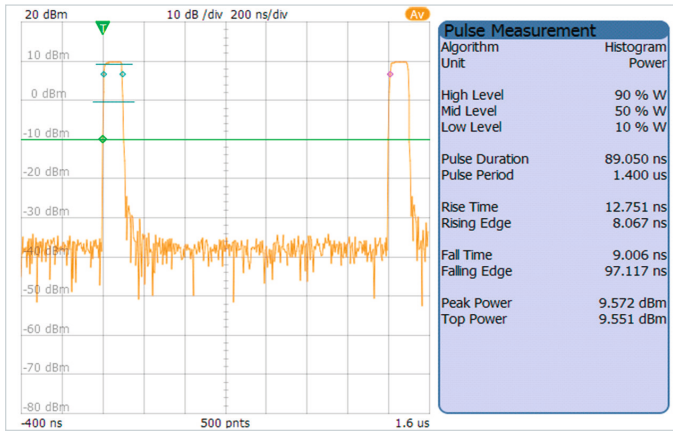 20 dBm 10 dB /div 200 ns/div Av
T
10 dBm
0 dBm
-10 dBm
-20 dBm
-30 dBm
-40 dBm
-50 dBm
-60 dBm
-70 dBm
-80 dBm
-400 ns 500 pnts 1.6 us
Pulse Measurement
Algorithm Histogram
Unit Power
High Level 90 % W
Mid Level 50 % W
Low Level 10 % W
Pulse Duration 89.050 ns
Pulse Period 1.400 us
Rise Time 12.751 ns
Rising Edge 8.067 ns
Fall Time 9.006 ns
Falling Edge 97.117 ns
Peak Power 9.572 dBm
Top Power 9.551 dBm